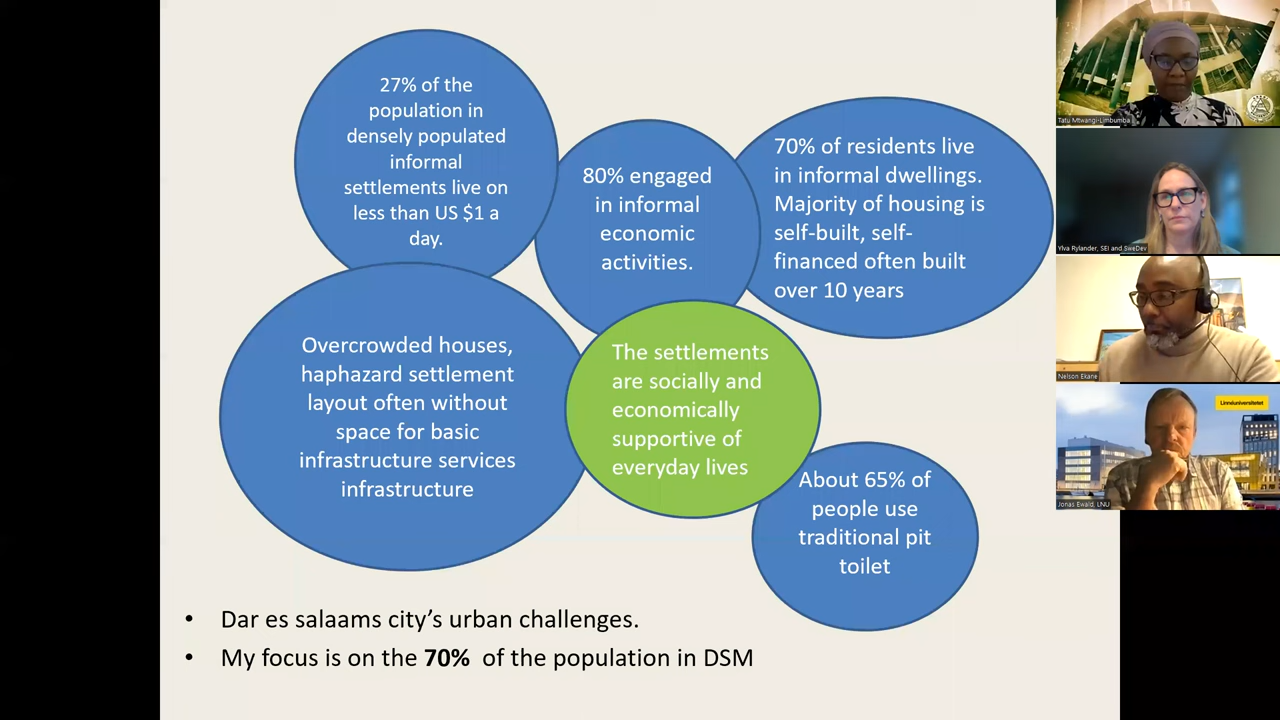 27% of the
population in
densely populated
informal
settlements live on
less than US $1 a
day.
80% engaged
in informal
economic
activities.
70% of residents live
in informal dwellings.
Majority of housing is
self-built, self-
financed often built
over 10 years
Overcrowded houses,
haphazard settlement
layout often without
space for basic
infrastructure services
infrastructure
The settlements
are socially and
economically
supportive of
everyday lives
About 65% of
people use
traditional pit
toilet
• Dar es salaams city’s urban challenges.
• My focus is on the 70% of the population in DSM
Tatu Mtwangi-Limbumba
Ylva Rylander, SEI and SweDev
Nelson Ekane
Linnéuniversitetet
Jonas Ewald, LNU